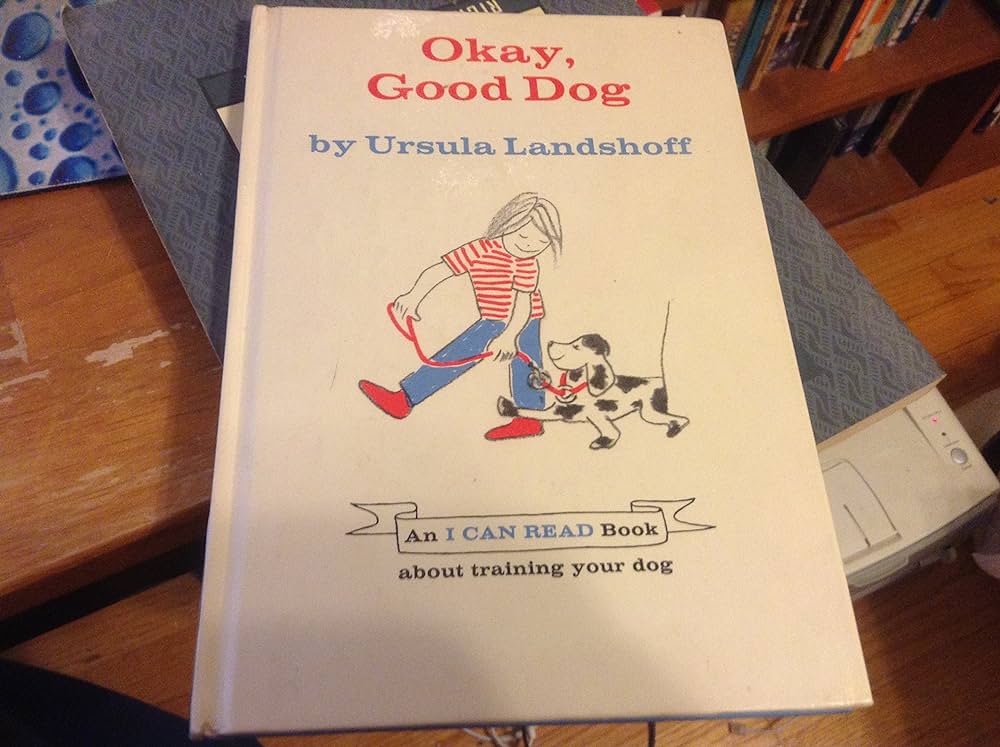 Okay,
Good Dog
by Ursula Landshoff
An I CAN READ Book
about training your dog